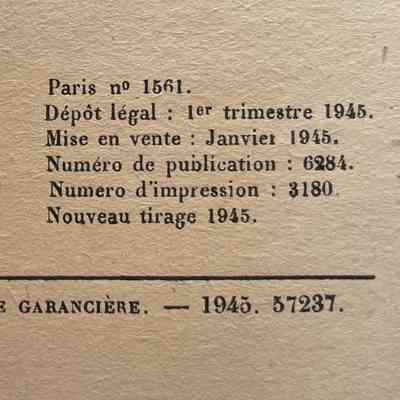 Paris nº 1561.
Dépôt légal : 1er trimestre 1945.
Mise en vente : Janvier 1945.
Numéro de publication : 6284.
Numero d'impression : 3180.
Nouveau tirage 1945.
E GARANCIÈRE. — 1945. 57237.